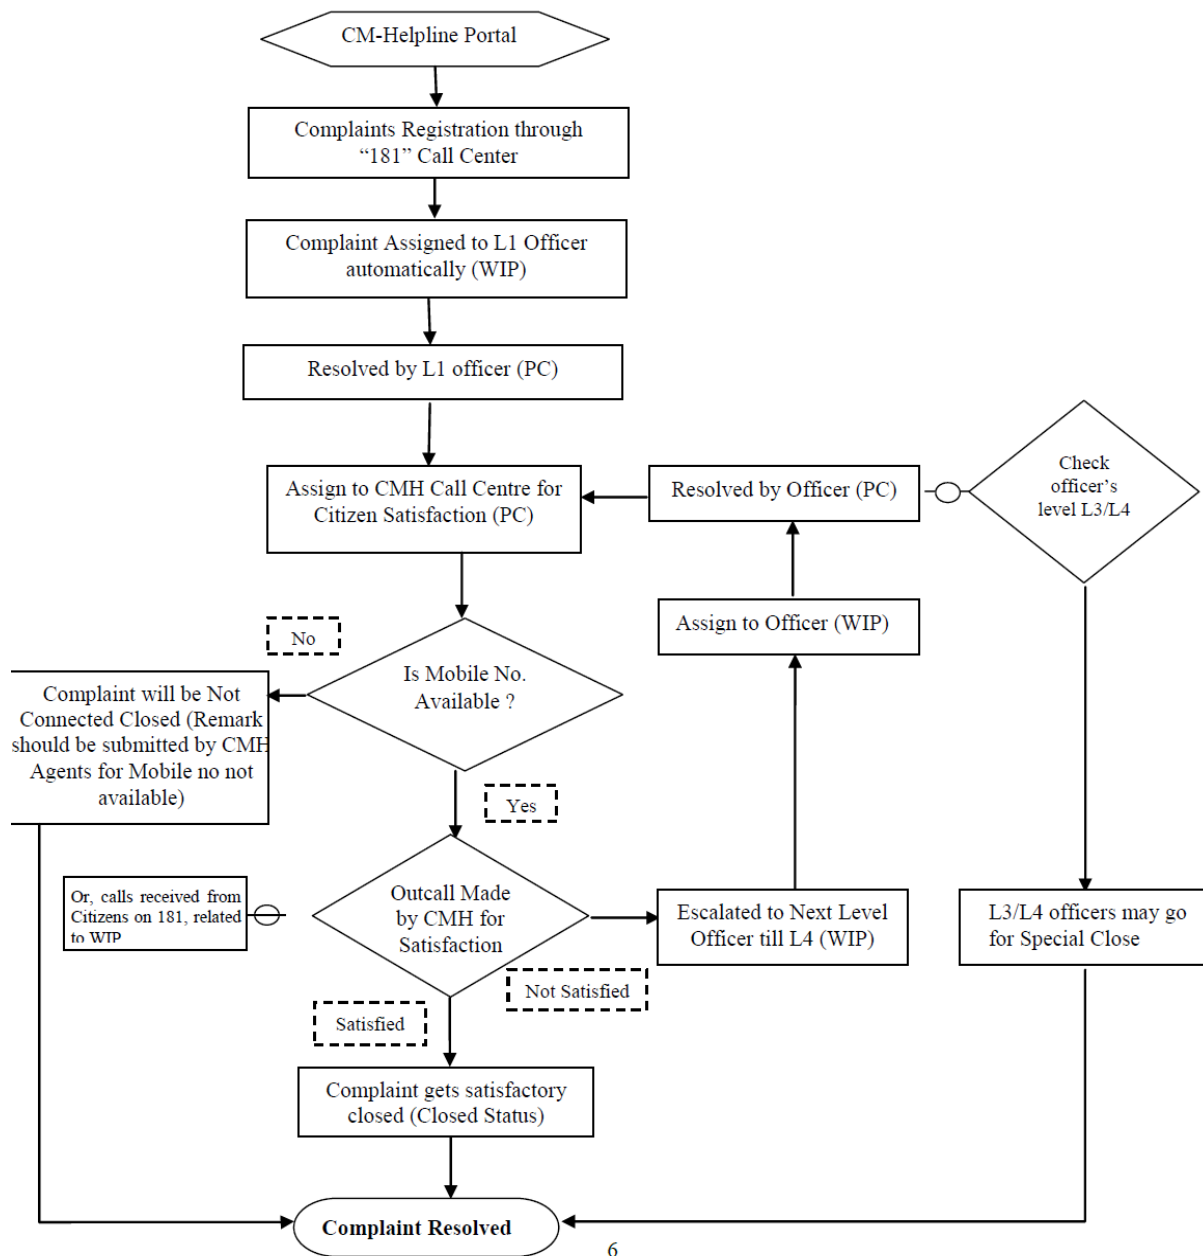 CM-Helpline Portal
Complaints Registration through
“181” Call Center
Complaint Assigned to L1 Officer
automatically (WIP)
Resolved by L1 officer (PC)
Assign to CMH Call Centre for
Citizen Satisfaction (PC)
Resolved by Officer (PC)
Check
officer’s
level L3/L4
Assign to Officer (WIP)
No
Is Mobile No.
Available ?
Complaint will be Not
Connected Closed (Remark
should be submitted by CMH
Agents for Mobile no not
available)
Yes
Or, calls received from
Citizens on 181, related
to WIP
Outcall Made
by CMH for
Satisfaction
Escalated to Next Level
Officer till L4 (WIP)
L3/L4 officers may go
for Special Close
Not Satisfied
Satisfied
Complaint gets satisfactory
closed (Closed Status)
Complaint Resolved
6